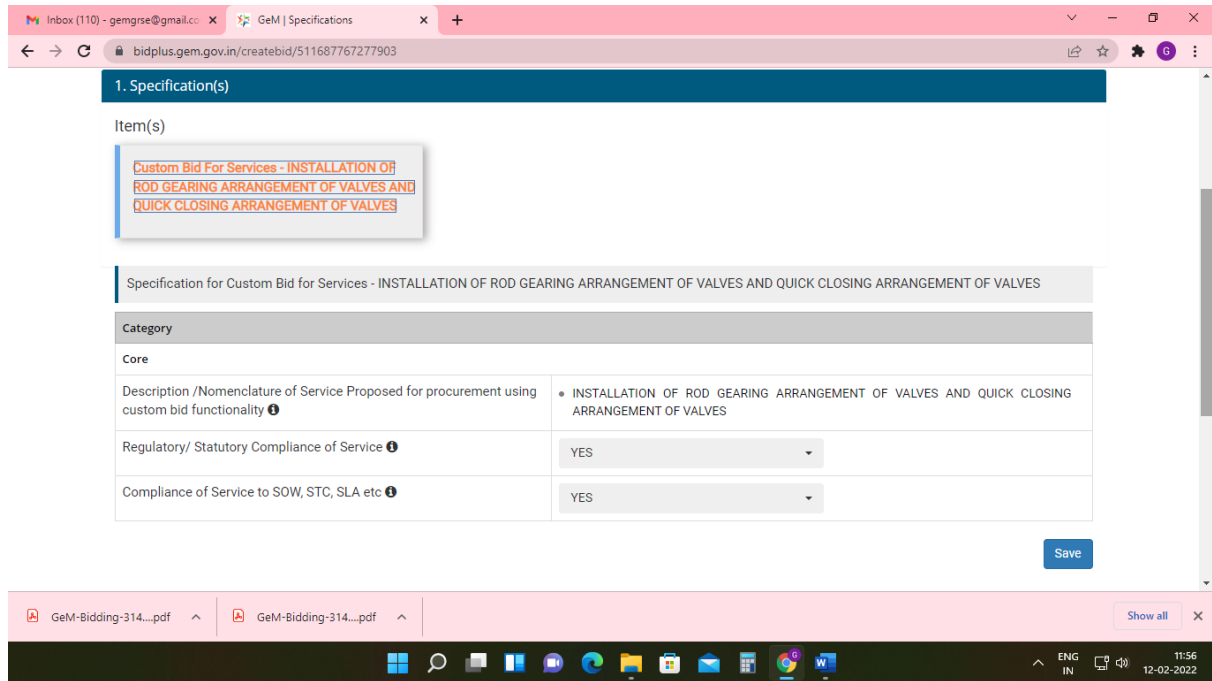 Inbox (110) - gemgrse@gmail.co
GeM | Specifications
bidplus.gem.gov.in/createbid/511687767277903
G
1. Specification(s)
Item(s)
Custom Bid For Services - INSTALLATION OF
ROD GEARING ARRANGEMENT OF VALVES AND
QUICK CLOSING ARRANGEMENT OF VALVES
Specification for Custom Bid for Services - INSTALLATION OF ROD GEARING ARRANGEMENT OF VALVES AND QUICK CLOSING ARRANGEMENT OF VALVES
Category
Core
Description /Nomenclature of Service Proposed for procurement using
custom bid functionality
INSTALLATION OF ROD GEARING ARRANGEMENT OF VALVES AND QUICK CLOSING
ARRANGEMENT OF VALVES
Regulatory/ Statutory Compliance of Service
YES
Compliance of Service to SOW, STC, SLA etc
YES
Save
GeM-Bidding-314....pdf
GeM-Bidding-314....pdf
Show all
ENG
IN
11:56
12-02-2022